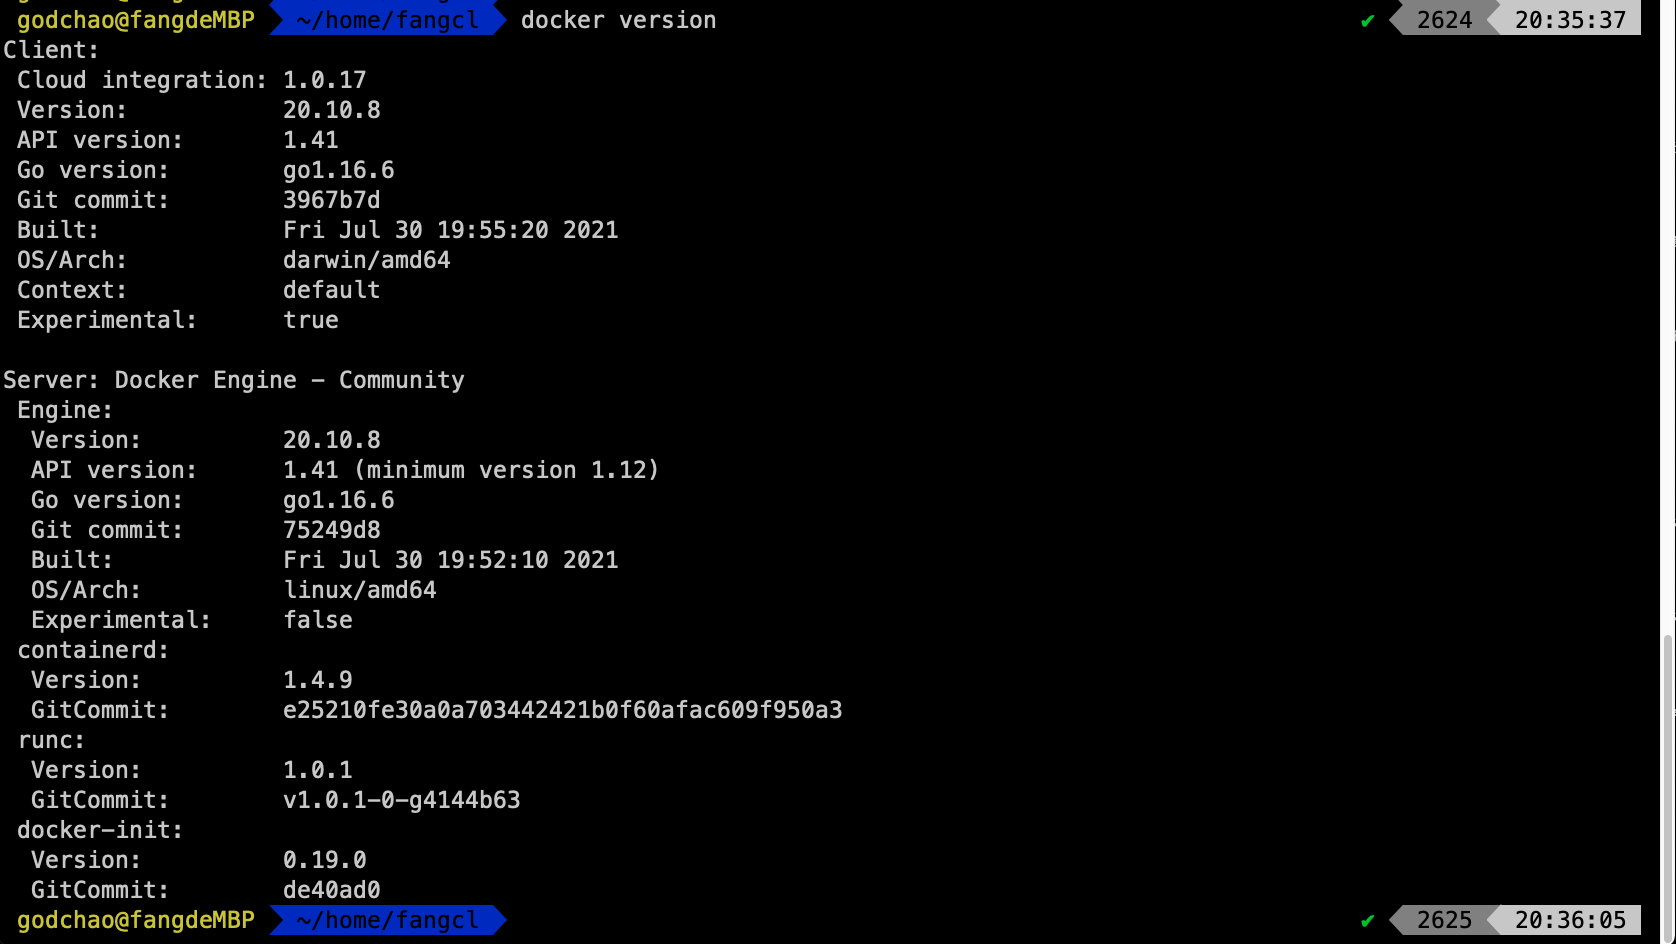 godchao@fangdeMBP ~/home/fangcl docker version ✔ 2624 20:35:37
Client:
 Cloud integration: 1.0.17
 Version:           20.10.8
 API version:       1.41
 Go version:        go1.16.6
 Git commit:        3967b7d
 Built:             Fri Jul 30 19:55:20 2021
 OS/Arch:           darwin/amd64
 Context:           default
 Experimental:      true

Server: Docker Engine - Community
 Engine:
  Version:          20.10.8
  API version:      1.41 (minimum version 1.12)
  Go version:       go1.16.6
  Git commit:       75249d8
  Built:            Fri Jul 30 19:52:10 2021
  OS/Arch:          linux/amd64
  Experimental:     false
 containerd:
  Version:          1.4.9
  GitCommit:        e25210fe30a0a703442421b0f60afac609f950a3
 runc:
  Version:          1.0.1
  GitCommit:        v1.0.1-0-g4144b63
 docker-init:
  Version:          0.19.0
  GitCommit:        de40ad0
godchao@fangdeMBP ~/home/fangcl ✔ 2625 20:36:05